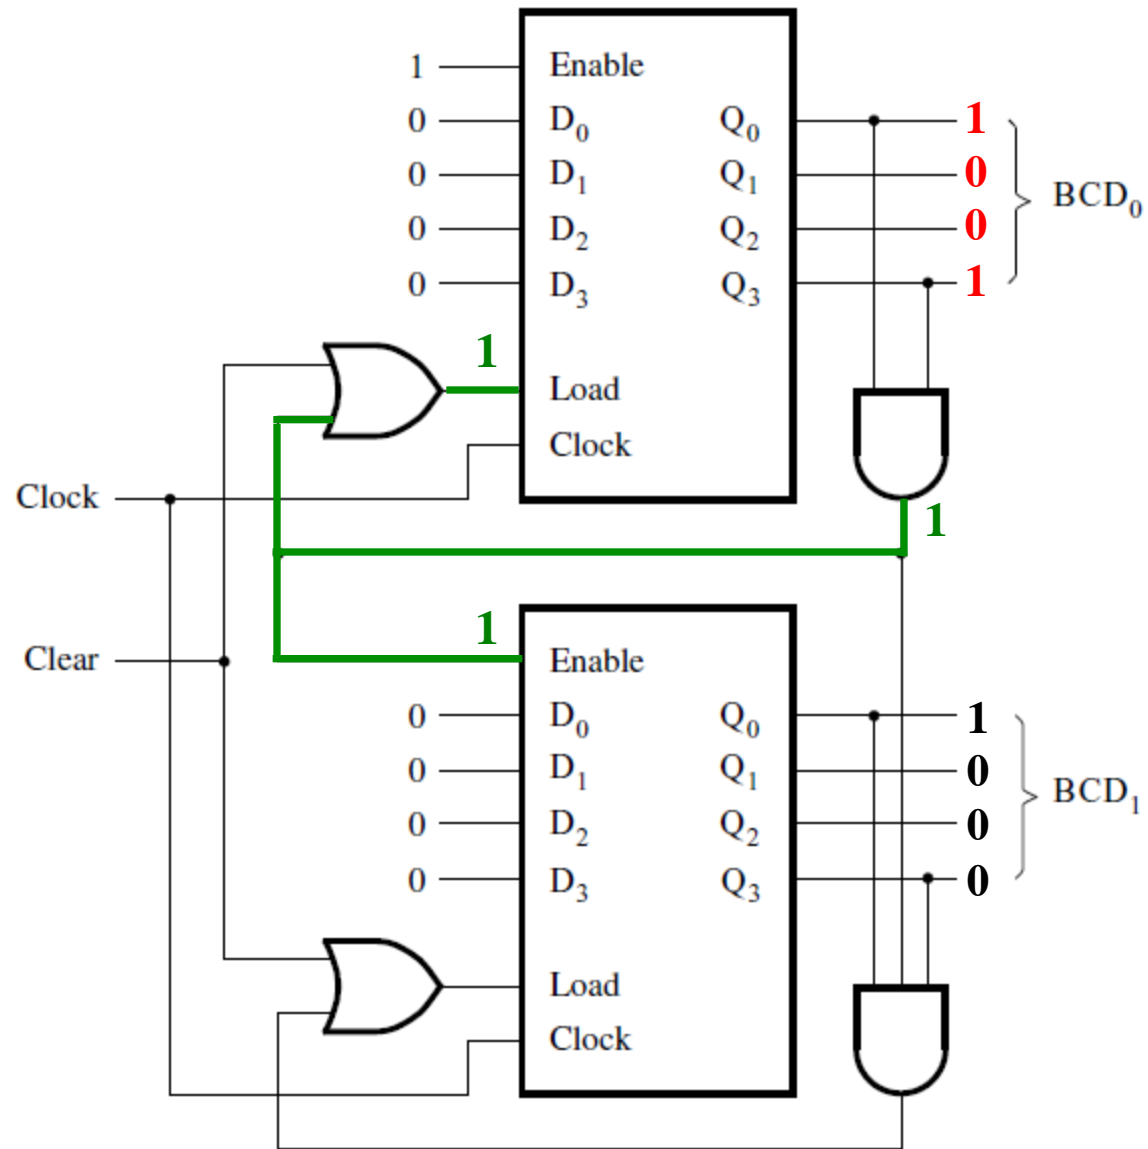 1 Enable
0 D₀ Q₀ 1
0 D₁ Q₁ 0
0 D₂ Q₂ 0
0 D₃ Q₃ 1
BCD₀
1
Load
Clock
Clock
1
1
Clear
Enable
0 D₀ Q₀ 1
0 D₁ Q₁ 0
0 D₂ Q₂ 0
0 D₃ Q₃ 0
BCD₁
Load
Clock